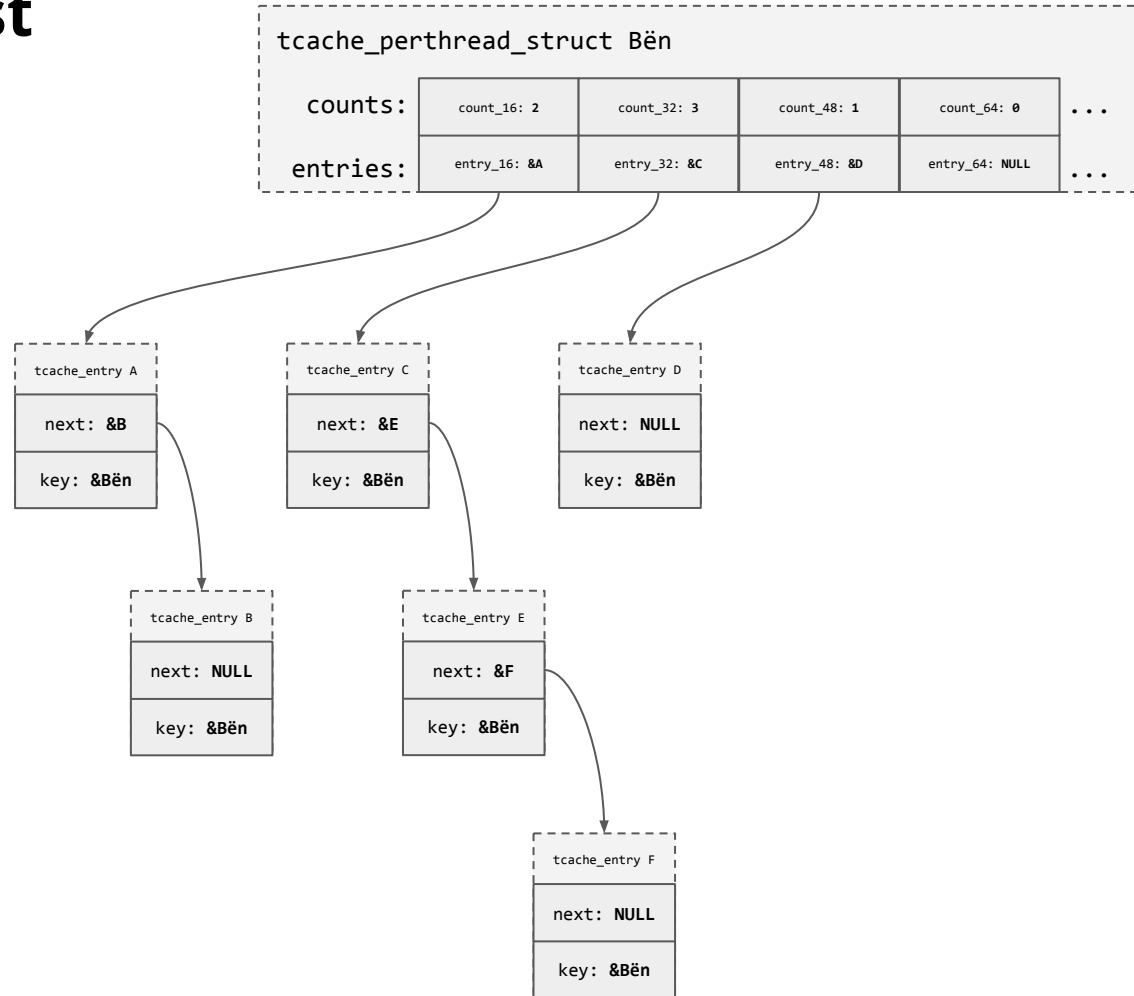 st
tcache_perthread_struct Bën
counts: count_16: 2 count_32: 3 count_48: 1 count_64: 0 ...
entries: entry_16: &A entry_32: &C entry_48: &D entry_64: NULL ...
tcache_entry A tcache_entry C tcache_entry D
next: &B next: &E next: NULL
key: &Bën key: &Bën key: &Bën
tcache_entry B tcache_entry E
next: NULL next: &F
key: &Bën key: &Bën
tcache_entry F
next: NULL
key: &Bën